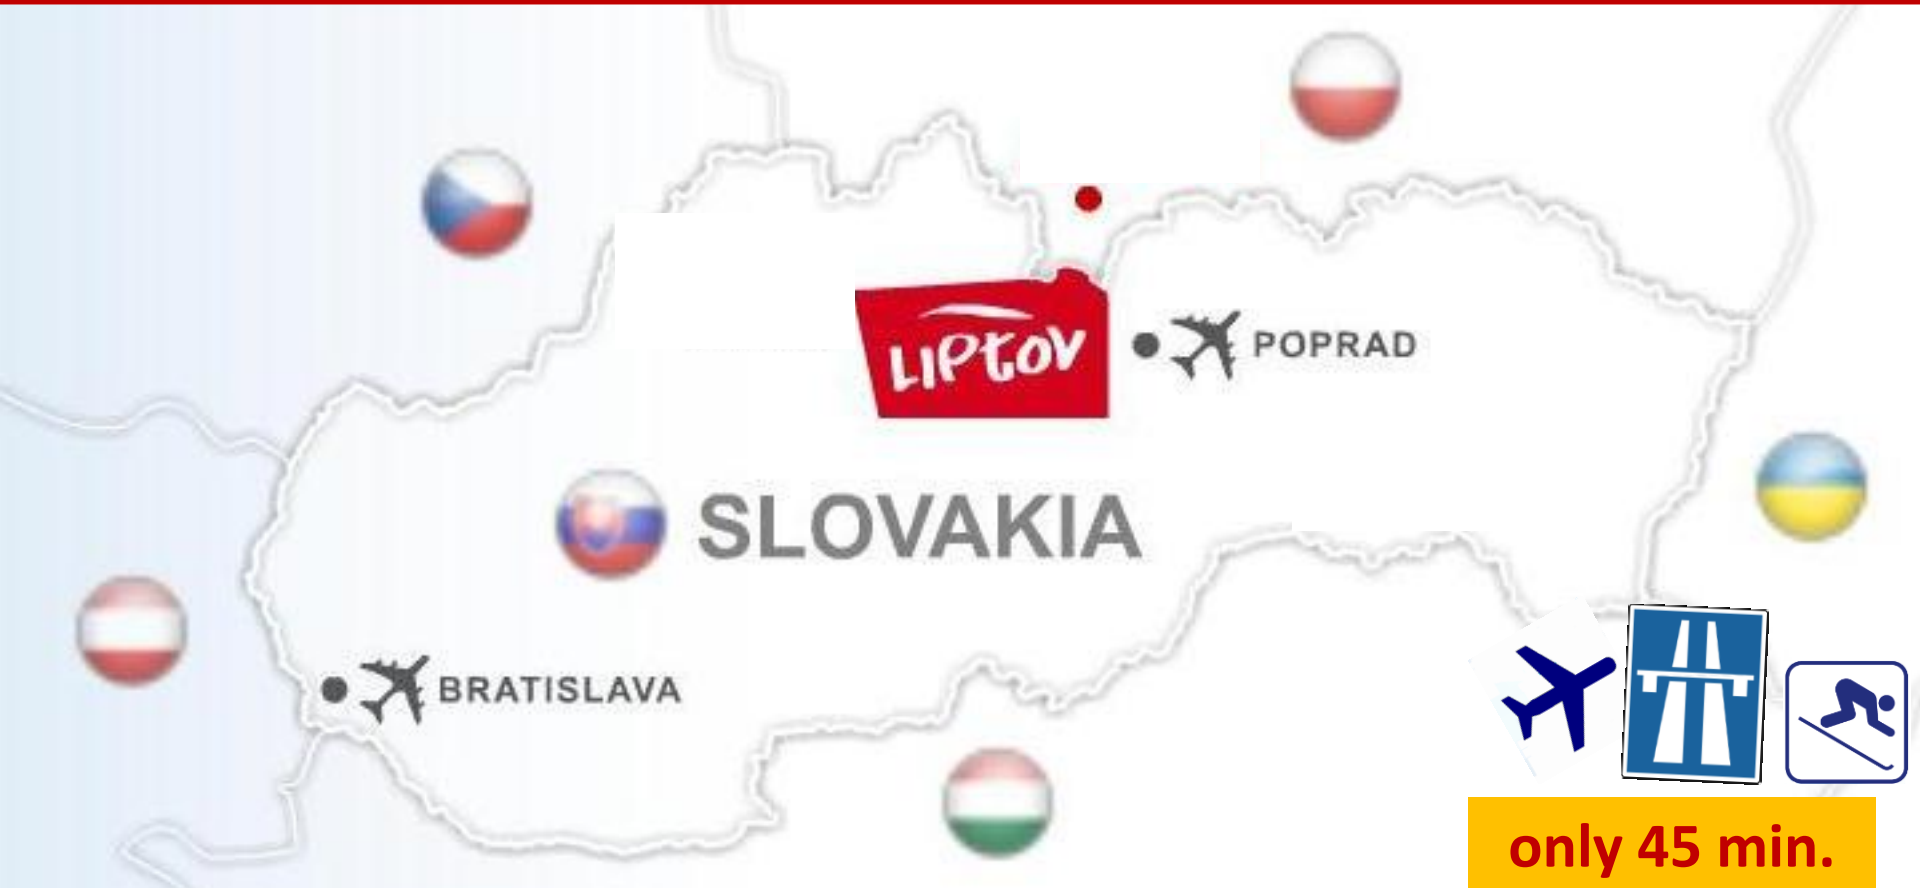 LIPTOV
POPRAD
SLOVAKIA
BRATISLAVA
only 45 min.